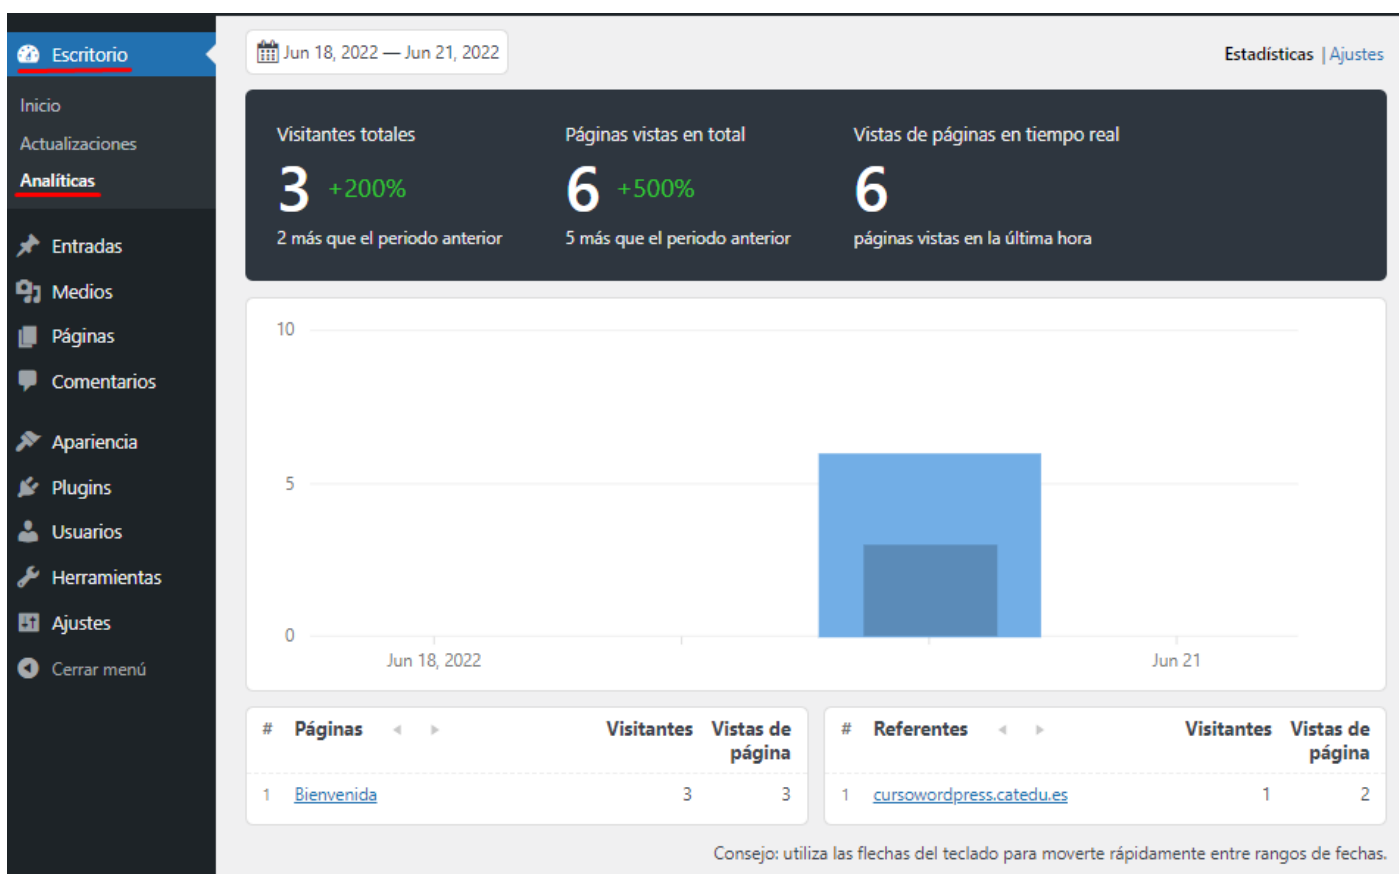 Escritorio
Inicio
Actualizaciones
Analíticas
Entradas
Medios
Páginas
Comentarios
Apariencia
Plugins
Usuarios
Herramientas
Ajustes
Cerrar menú
Jun 18, 2022 — Jun 21, 2022
Estadísticas | Ajustes
Visitantes totales
3 +200%
2 más que el periodo anterior
Páginas vistas en total
6 +500%
5 más que el periodo anterior
Vistas de páginas en tiempo real
6
páginas vistas en la última hora
10
5
0
Jun 18, 2022
Jun 21
# Páginas Visitantes Vistas de
página
1 Bienvenida 3 3
# Referentes Visitantes Vistas de
página
1 cursowordpress.catedu.es 1 2
Consejo: utiliza las flechas del teclado para moverte rápidamente entre rangos de fechas.